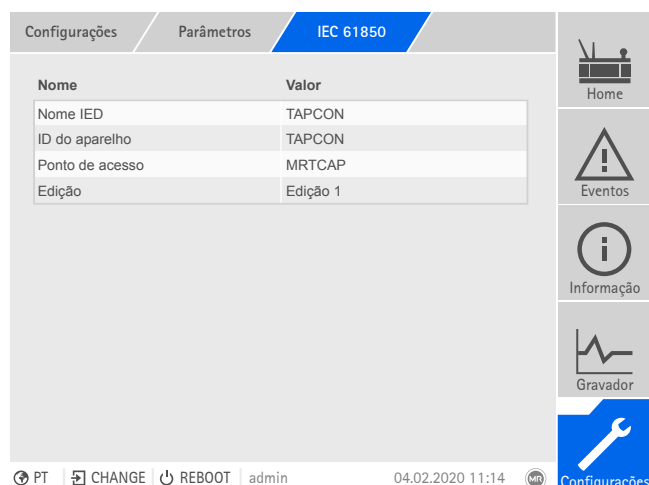 Configurações Parâmetros IEC 61850
Nome Valor
Nome IED TAPCON
ID do aparelho TAPCON
Ponto de acesso MRTCAP
Edição Edição 1
Home
Eventos
Informação
Gravador
Configurações
PT CHANGE REBOOT admin 04.02.2020 11:14 MR